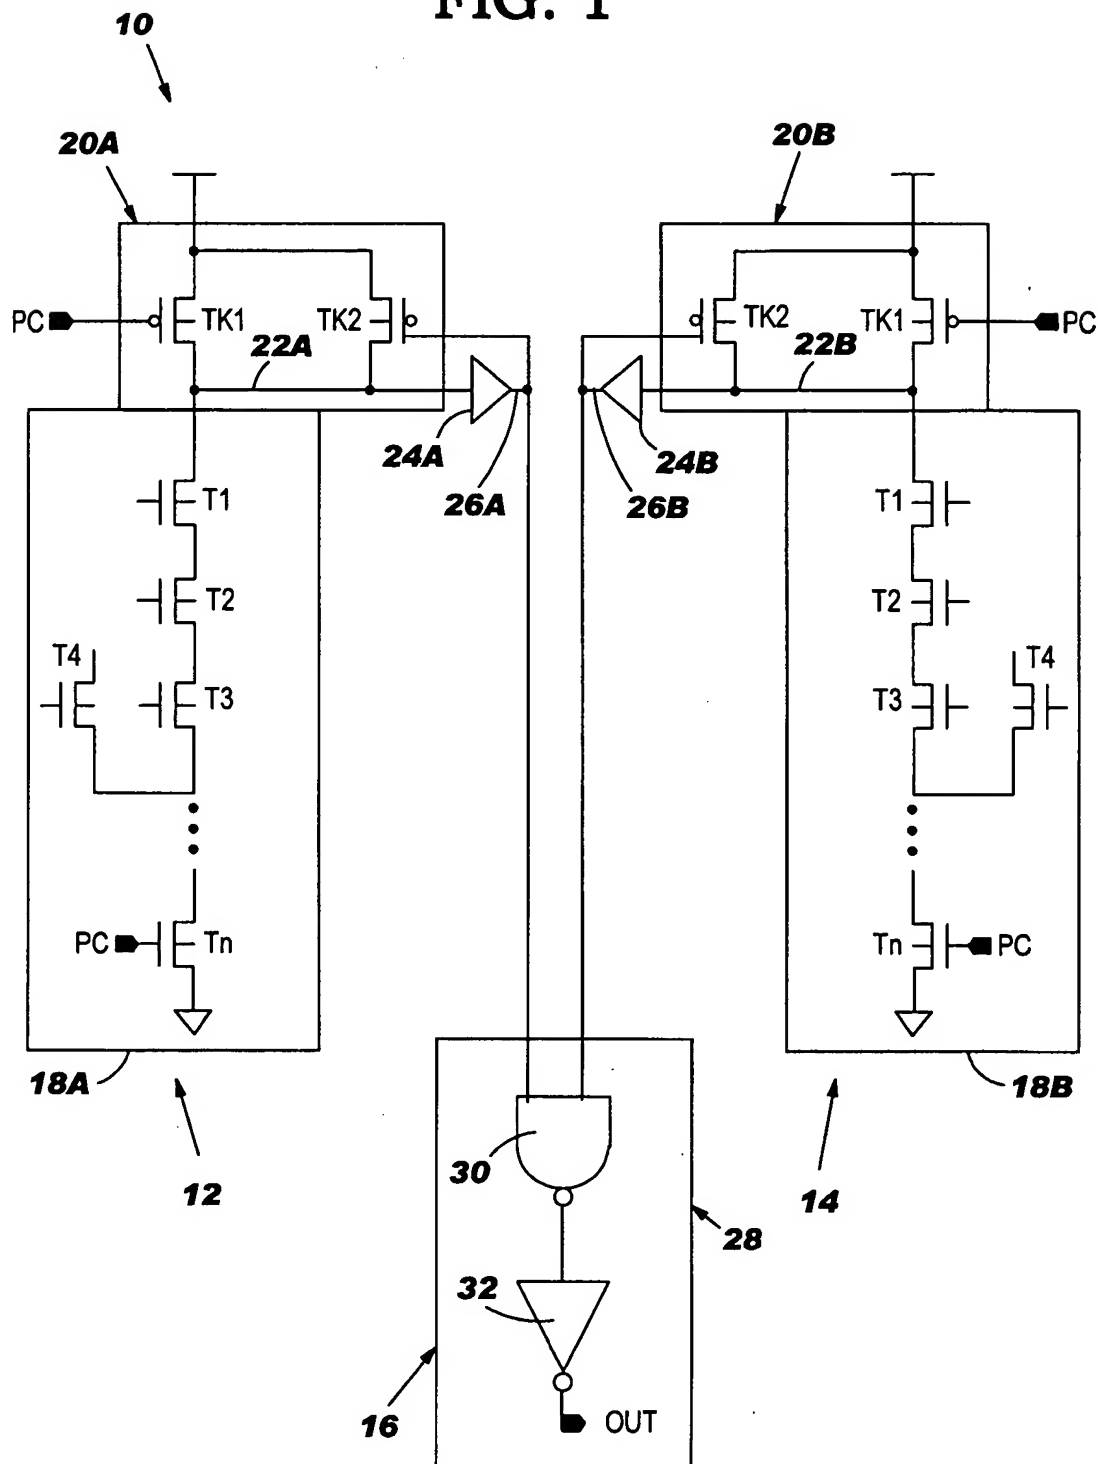 FIG. 1
10
20A
20B
PC
TK1
TK2
22A
TK2
TK1
22B
PC
24A
26A
24B
26B
T1
T1
T2
T2
T4
T3
T3
T4
PC
Tn
Tn
PC
18A
18B
12
30
14
28
32
16
OUT